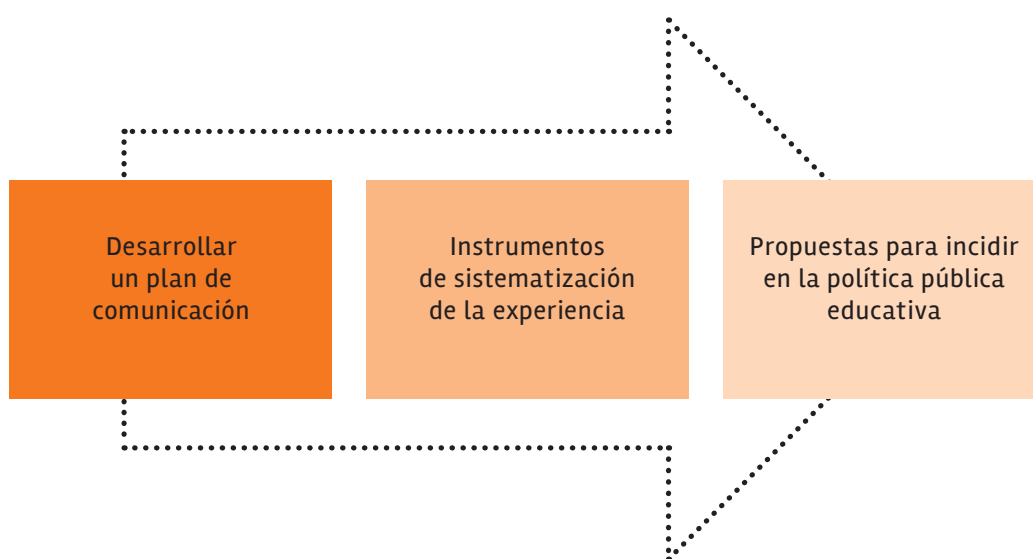 Desarrollar
un plan de
comunicación
Instrumentos
de sistematización
de la experiencia
Propuestas para incidir
en la política pública
educativa